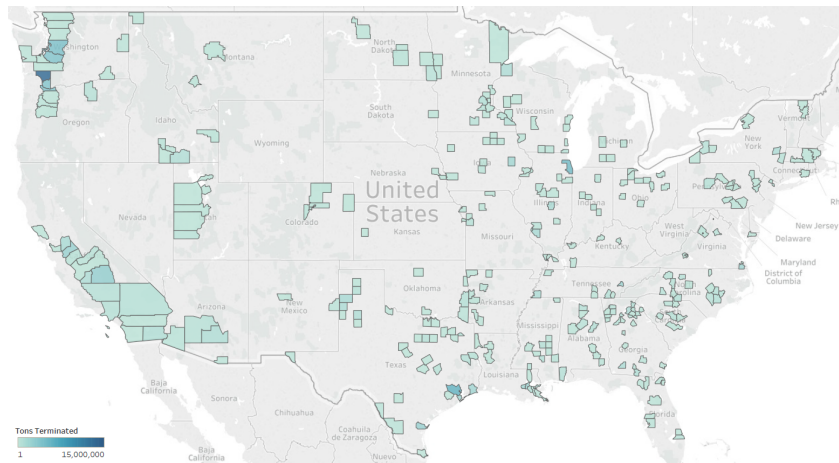 North
Dakota
Montana
Minnesota
Vermont
Wisconsin
Michigan
New
York
Oregon
Idaho
South
Dakota
Wyoming
Connecticut
Iowa
Nebraska
Ohio
New Jersey
United
States
Illinois
Indiana
Nevada
Colorado
Kansas
Missouri
West
Virginia
Virginia
Delaware
Kentucky
Maryland
District of
Columbia
Tennessee
Oklahoma
Arkansas
Arizona
New
Mexico
Mississippi
Alabama
Georgia
Texas
Louisiana
Baja
California
Sonora
Chihuahua
Florida
Coahuila
de Zaragoza
Baja
California
Nuevo
Tons Terminated
1 15,000,000